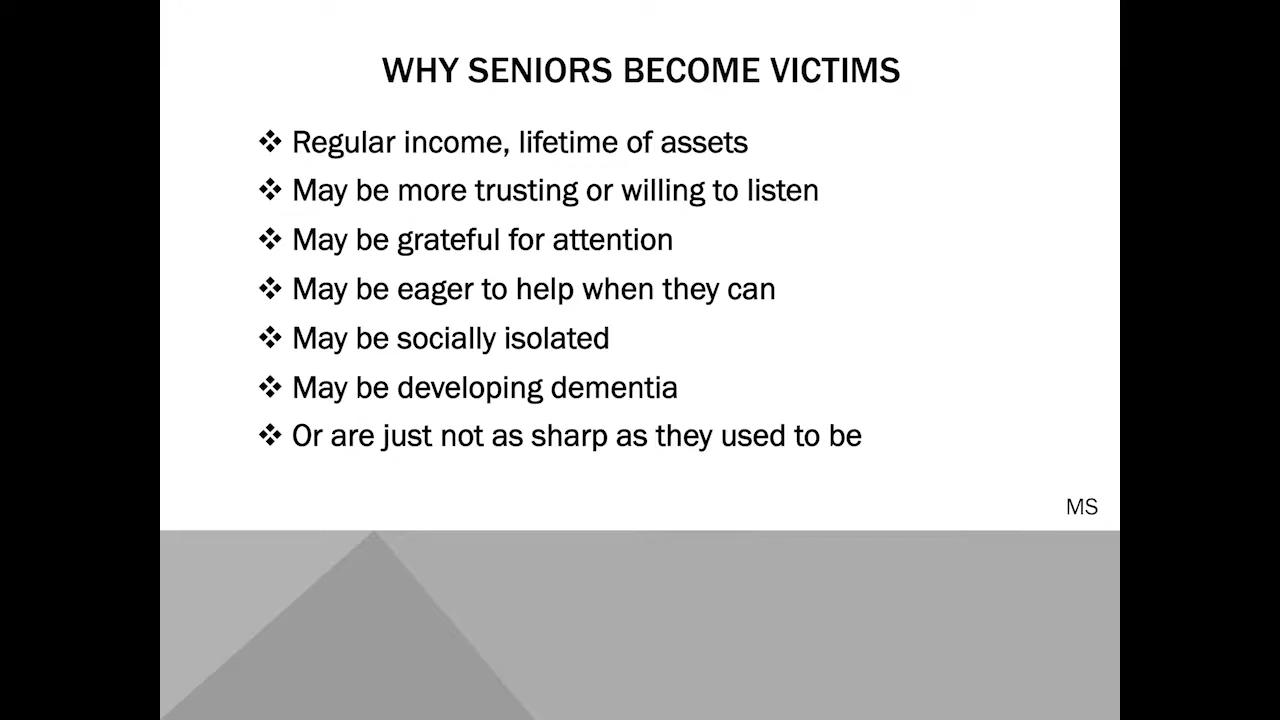 WHY SENIORS BECOME VICTIMS
❖ Regular income, lifetime of assets
❖ May be more trusting or willing to listen
❖ May be grateful for attention
❖ May be eager to help when they can
❖ May be socially isolated
❖ May be developing dementia
❖ Or are just not as sharp as they used to be
MS